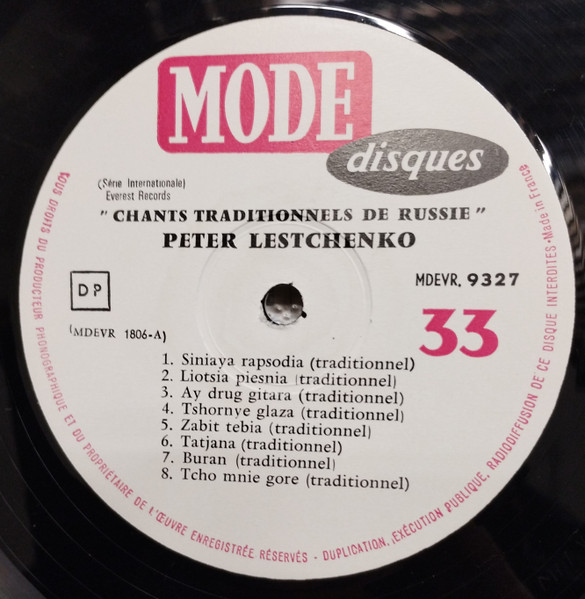 MODE
disques
(Série Internationale)
Everest Records
" CHANTS TRADITIONNELS DE RUSSIE "
PETER LESTCHENKO
DP
MDEVR. 9327
(MDEVR 1806-A)
33
1. Siniaya rapsodia (traditionnel)
2. Liotsia piesnia (traditionnel)
3. Ay drug gitara (traditionnel)
4. Tshornye glaza (traditionnel)
5. Zabit tebia (traditionnel)
6. Tatjana (traditionnel)
7. Buran (traditionnel)
8. Tcho mnie gore (traditionnel)
TOUS DROITS DU PRODUCTEUR PHONOGRAPHIQUE ET DU PROPRIÉTAIRE DE L'ŒUVRE ENREGISTRÉE RÉSERVÉS - DUPLICATION, EXÉCUTION PUBLIQUE, RADIODIFFUSION DE CE DISQUE INTERDITES • Made in France